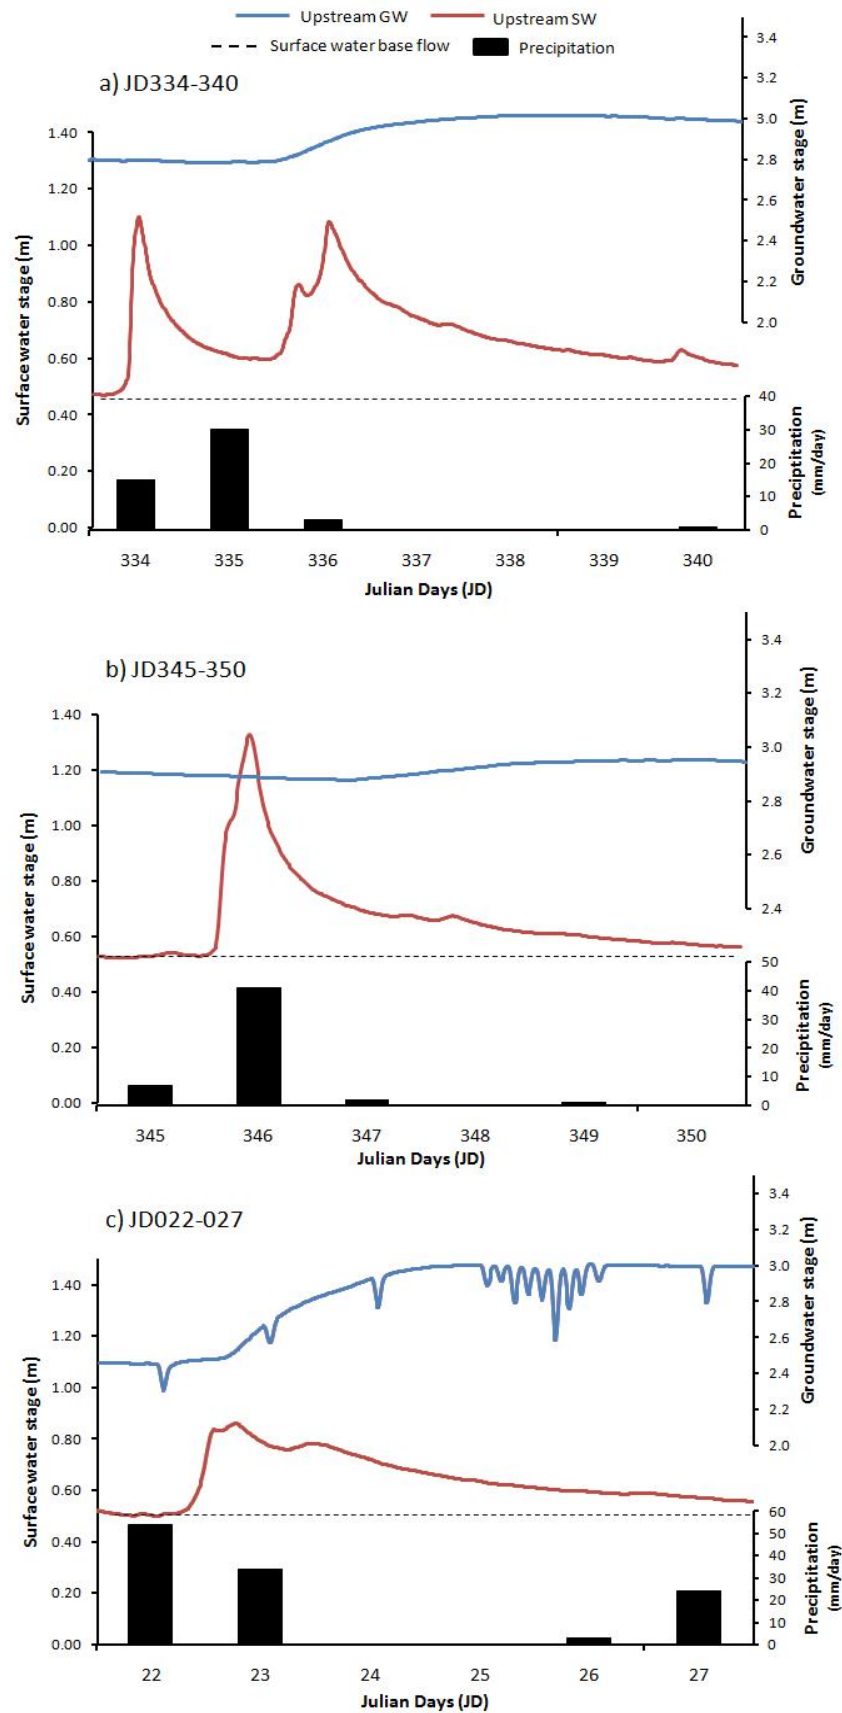 Upstream GW Upstream SW
Surface water base flow Precipitation
a) JD334-340
1.40
1.20
1.00
0.80
0.60
0.40
0.20
0.00
Surface water stage (m)
3.4
3.2
3.0
2.8
2.6
2.4
2.2
2.0
Groundwater stage (m)
40
30
20
10
0
Preciptitation
(mm/day)
334 335 336 337 338 339 340
Julian Days (JD)
b) JD345-350
1.40
1.20
1.00
0.80
0.60
0.40
0.20
0.00
Surface water stage (m)
3.4
3.2
3.0
2.8
2.6
2.4
Groundwater stage (m)
50
40
30
20
10
0
Preciptitation
(mm/day)
345 346 347 348 349 350
Julian Days (JD)
c) JD022-027
1.40
1.20
1.00
0.80
0.60
0.40
0.20
0.00
Surface water stage (m)
3.4
3.2
3.0
2.8
2.6
2.4
2.2
2.0
Groundwater stage (m)
60
50
40
30
20
10
0
Preciptitation
(mm/day)
22 23 24 25 26 27
Julian Days (JD)